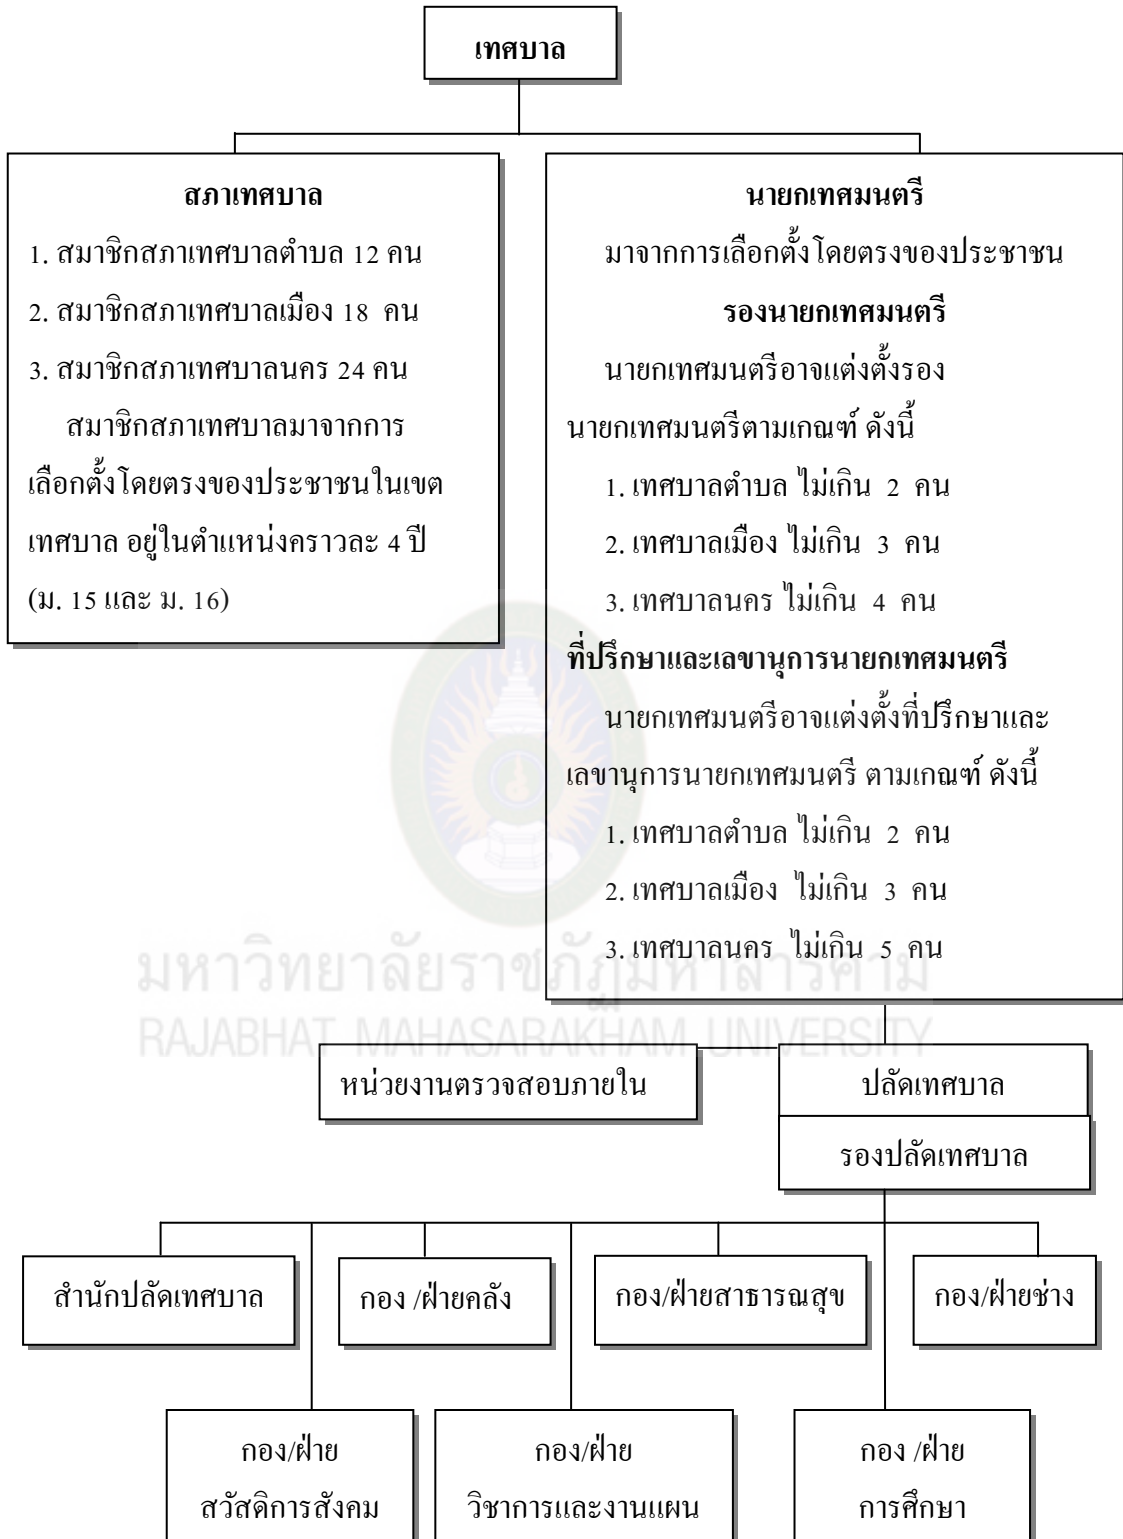 เทศบาล
สภาเทศบาล
1. สมาชิกสภาเทศบาลตำบล 12 คน
2. สมาชิกสภาเทศบาลเมือง 18 คน
3. สมาชิกสภาเทศบาลนคร 24 คน
สมาชิกสภาเทศบาลมาจากการ
เลือกตั้งโดยตรงของประชาชนในเขต
เทศบาล อยู่ในตำแหน่งคราวละ 4 ปี
(ม. 15 และ ม. 16)
นายกเทศมนตรี
มาจากการเลือกตั้งโดยตรงของประชาชน
รองนายกเทศมนตรี
นายกเทศมนตรีอาจแต่งตั้งรอง
นายกเทศมนตรีตามเกณฑ์ ดังนี้
1. เทศบาลตำบล ไม่เกิน 2 คน
2. เทศบาลเมือง ไม่เกิน 3 คน
3. เทศบาลนคร ไม่เกิน 4 คน
ที่ปรึกษาและเลขานุการนายกเทศมนตรี
นายกเทศมนตรีอาจแต่งตั้งที่ปรึกษาและ
เลขานุการนายกเทศมนตรี ตามเกณฑ์ ดังนี้
1. เทศบาลตำบล ไม่เกิน 2 คน
2. เทศบาลเมือง ไม่เกิน 3 คน
3. เทศบาลนคร ไม่เกิน 5 คน
มหาวิทยาลัยราชภัฏมหาสารคาม
RAJABHAT MAHASARAKHAM UNIVERSITY
หน่วยงานตรวจสอบภายใน
ปลัดเทศบาล
รองปลัดเทศบาล
สำนักปลัดเทศบาล
กอง /ฝ่ายคลัง
กอง/ฝ่ายสาธารณสุข
กอง/ฝ่ายช่าง
กอง/ฝ่าย
สวัสดิการสังคม
กอง/ฝ่าย
วิชาการและงานแผน
กอง /ฝ่าย
การศึกษา